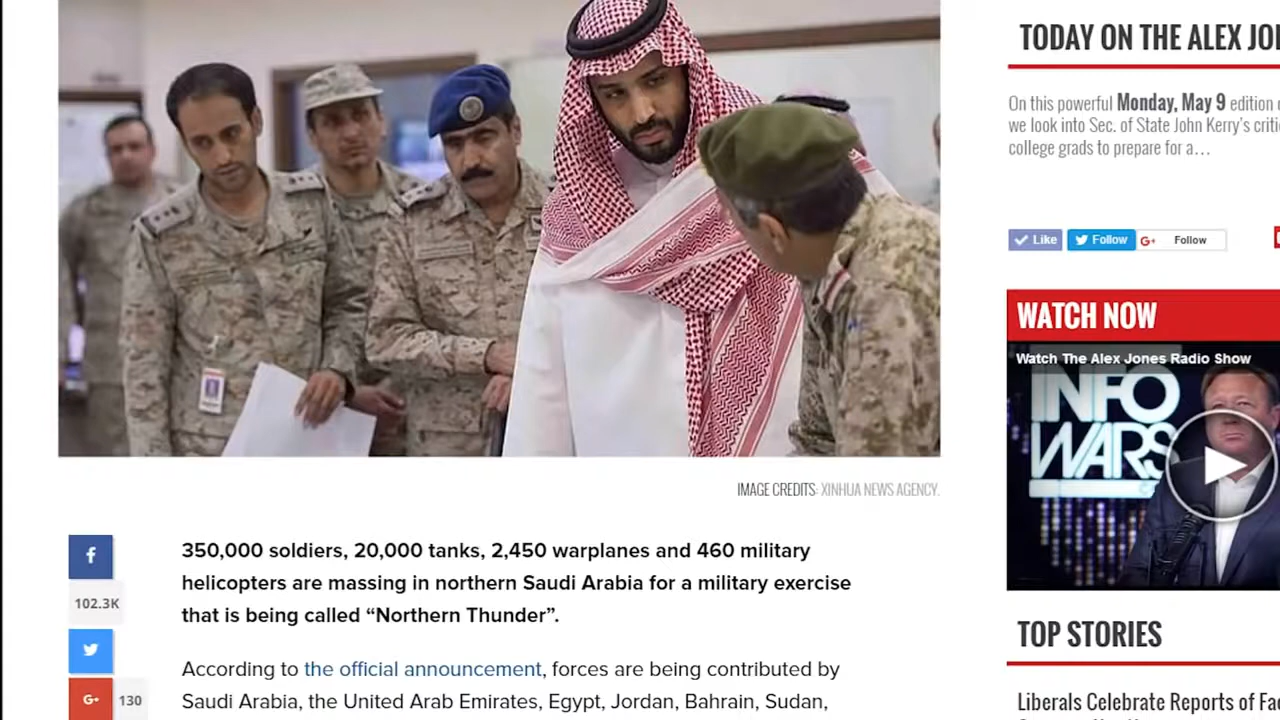 IMAGE CREDITS: XINHUA NEWS AGENCY.
102.3K
130
350,000 soldiers, 20,000 tanks, 2,450 warplanes and 460 military
helicopters are massing in northern Saudi Arabia for a military exercise
that is being called “Northern Thunder”.
According to the official announcement, forces are being contributed by
Saudi Arabia, the United Arab Emirates, Egypt, Jordan, Bahrain, Sudan,
TODAY ON THE ALEX JO
On this powerful Monday, May 9 edition
we look into Sec. of State John Kerry's criti
college grads to prepare for a…
Like
Follow
Follow
WATCH NOW
Watch The Alex Jones Radio Show
INFO
WARS
TOP STORIES
Liberals Celebrate Reports of Fa